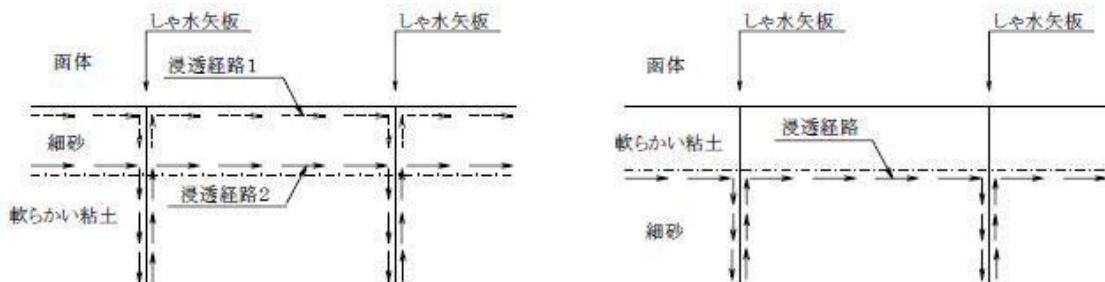 しゃ水矢板
しゃ水矢板
函体
浸透経路1
細砂
浸透経路2
軟らかい粘土
しゃ水矢板
しゃ水矢板
函体
浸透経路
軟らかい粘土
細砂